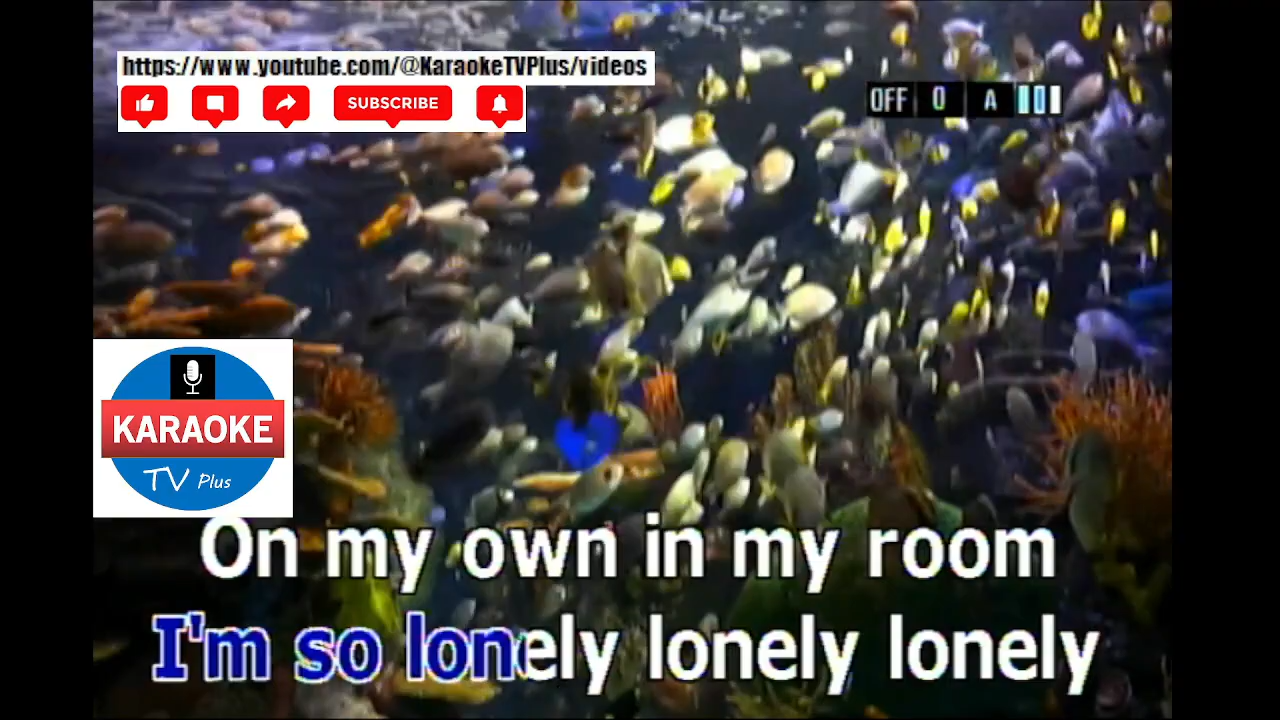 https://www.youtube.com/@KaraokeTVPlus/videos
SUBSCRIBE
OFF 0 A
KARAOKE
TV Plus
On my own in my room
I'm so lonely lonely lonely